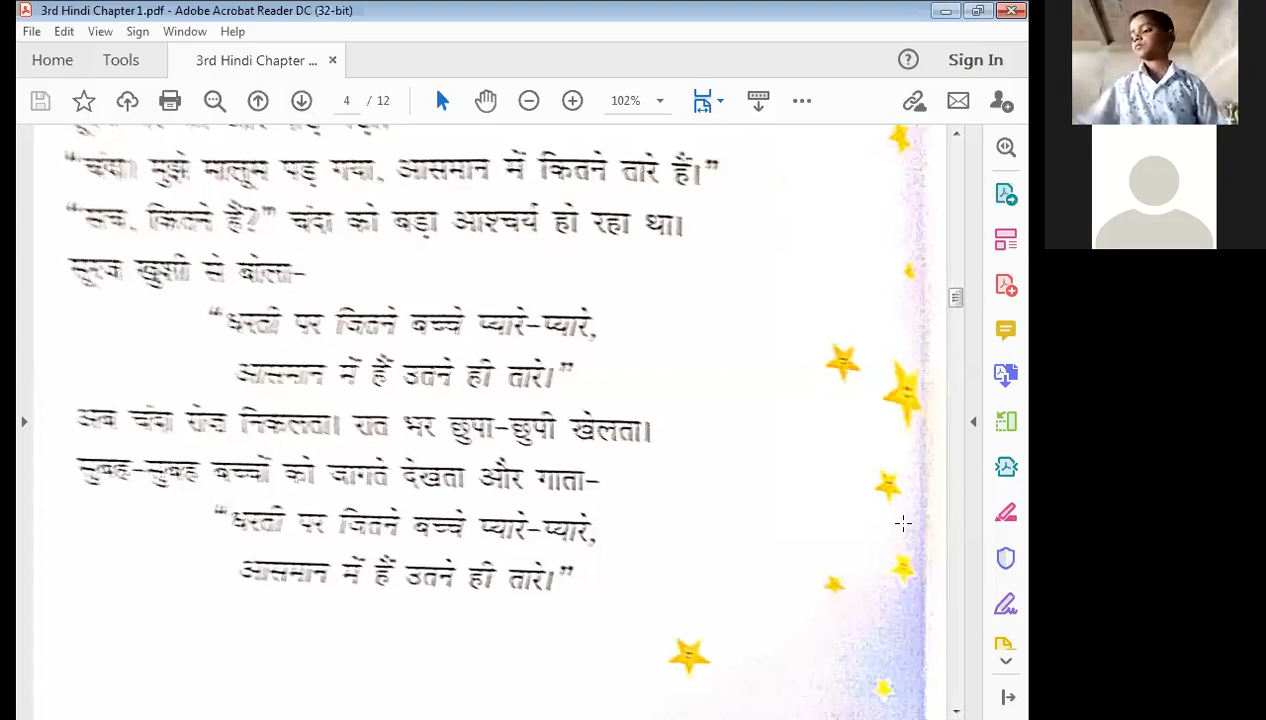 3rd Hindi Chapter1.pdf - Adobe Acrobat Reader DC (32-bit)
File Edit View Sign Window Help
Home Tools 3rd Hindi Chapter ... × Sign In
4 / 12 102%
“चंदा। मुझे मालूम पड़ गया, आसमान में कितने तारे हैं।”
“सच, कितने हैं?” चंदा को बड़ा आश्चर्य हो रहा था।
सूरज खुशी से बोला-
“धरती पर जितने बच्चे प्यारे-प्यारे,
आसमान में हैं उतने ही तारे।”
अब चंदा रोज निकलता। रात भर छुपा-छुपी खेलता।
सुबह-सुबह बच्चों को जागते देखता और गाता-
“धरती पर जितने बच्चे प्यारे-प्यारे,
आसमान में हैं उतने ही तारे।”